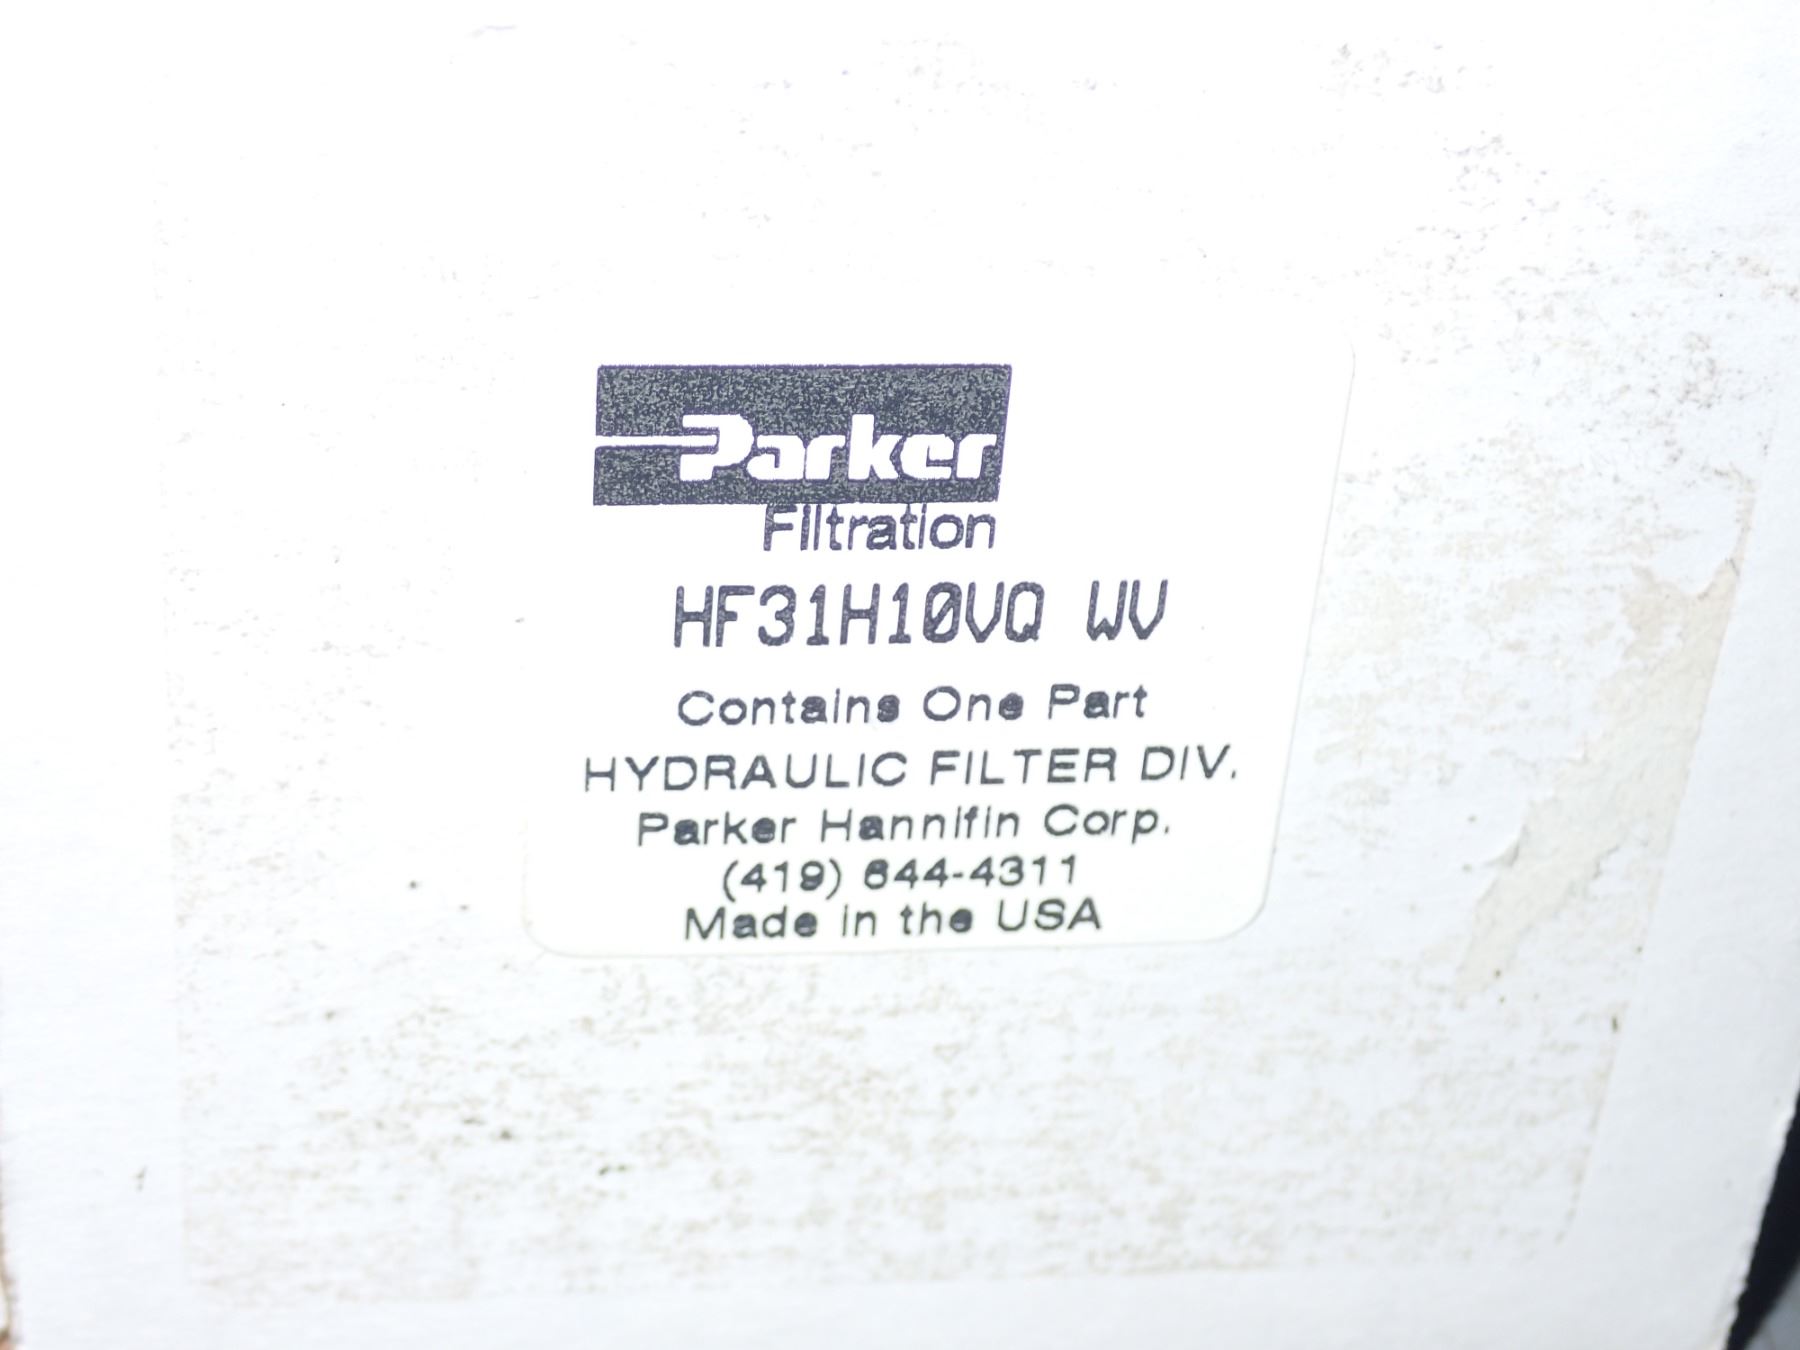 Parker
Filtration
HF31H10VQ WV
Contains One Part
HYDRAULIC FILTER DIV.
Parker Hannifin Corp.
(419) 644-4311
Made in the USA